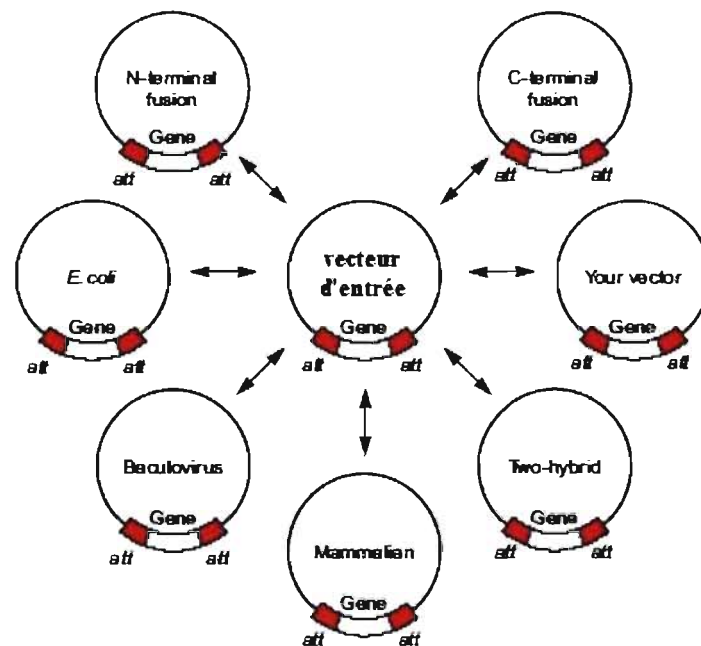 N-terminal
fusion
Gene
att att
C-terminal
fusion
Gene
att att
E. coli
Gene
att att
vecteur
d'entrée
Gene
att att
Your vector
Gene
att att
Baculovirus
Gene
att att
Mammalian
Gene
att att
Two-hybrid
Gene
att att